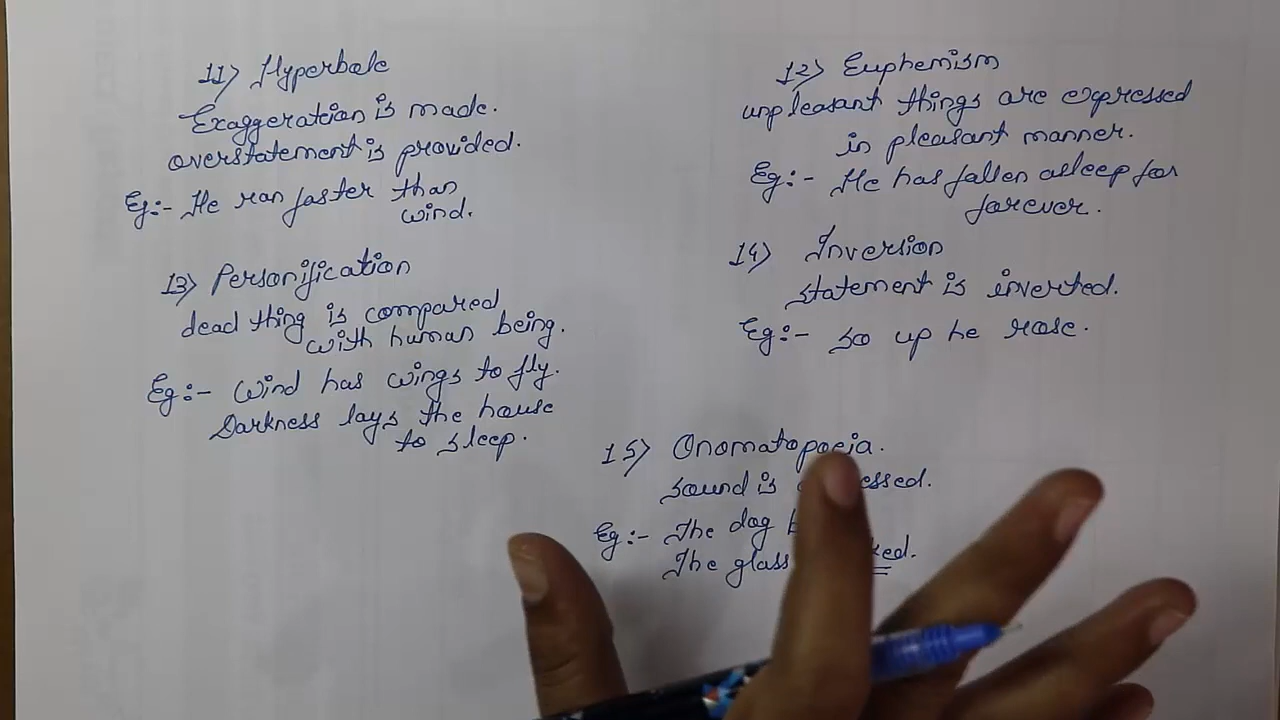 11) Hyperbole
Exaggeration is made.
overstatement is provided.
Eg:- He ran faster than
wind.
12) Euphemism
unpleasant things are expressed
in pleasant manner.
Eg:- He has fallen asleep for
forever.
13) Personification
dead thing is compared
with human being.
Eg:- Wind has wings to fly.
Darkness lays the house
to sleep.
14) Inversion
statement is inverted.
Eg:- so up he rose.
15) Onomatopoeia.
sound is
Eg:- The dog
The glass